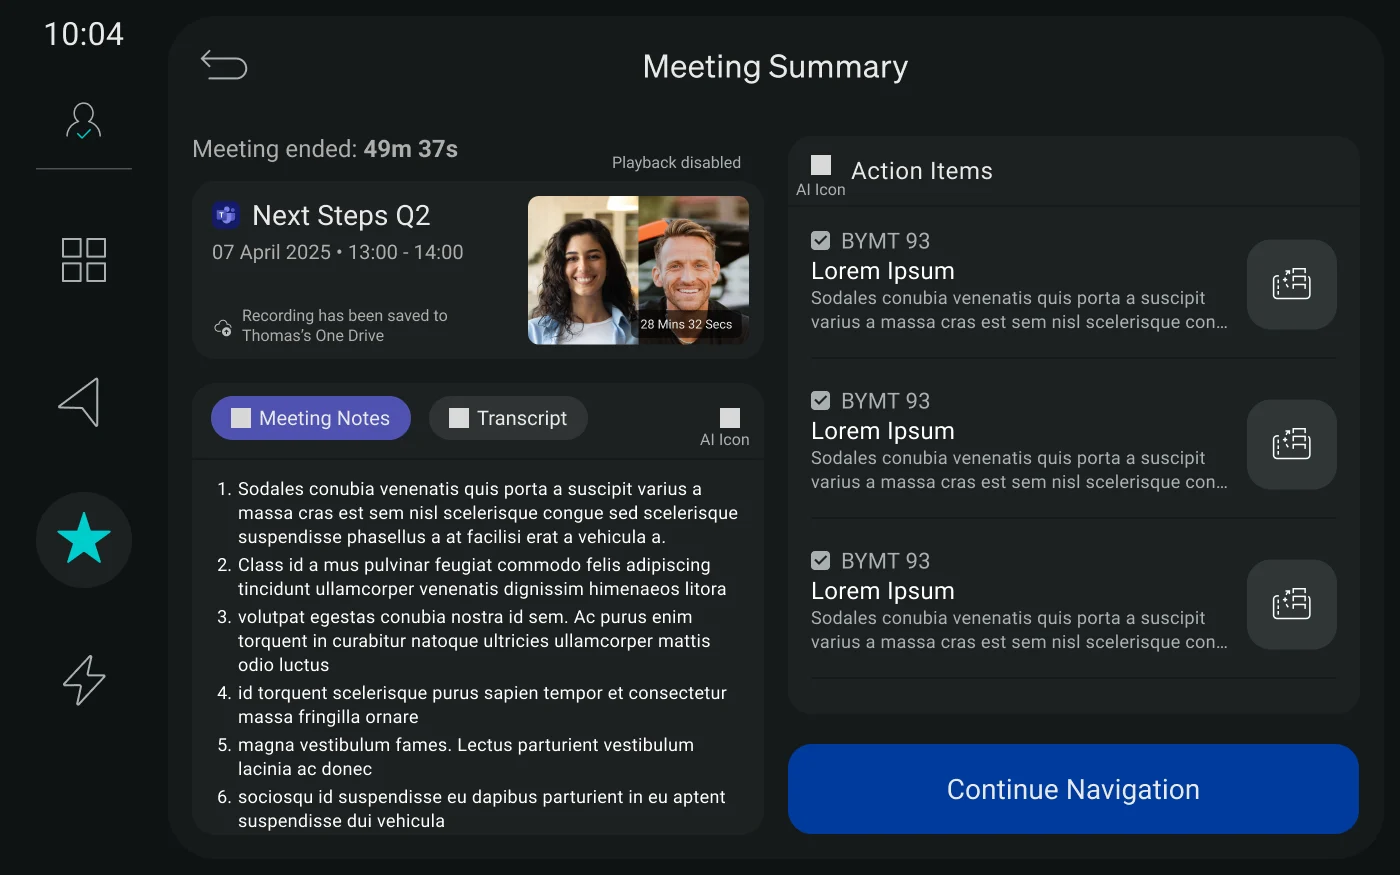 10:04
Meeting Summary
Meeting ended: 49m 37s
Playback disabled
Next Steps Q2
07 April 2025 • 13:00 - 14:00
Recording has been saved to
Thomas's One Drive
28 Mins 32 Secs
Meeting Notes
Transcript
AI Icon
1. Sodales conubia venenatis quis porta a suscipit varius a
massa cras est sem nisl scelerisque congue sed scelerisque
suspendisse phasellus a at facilisi erat a vehicula a.
2. Class id a mus pulvinar feugiat commodo felis adipiscing
tincidunt ullamcorper venenatis dignissim himenaeos litora
3. volutpat egestas conubia nostra id sem. Ac purus enim
torquent in curabitur natoque ultricies ullamcorper mattis
odio luctus
4. id torquent scelerisque purus sapien tempor et consectetur
massa fringilla ornare
5. magna vestibulum fames. Lectus parturient vestibulum
lacinia ac donec
6. sociosqu id suspendisse eu dapibus parturient in eu aptent
suspendisse dui vehicula
AI Icon
Action Items
BYMT 93
Lorem Ipsum
Sodales conubia venenatis quis porta a suscipit
varius a massa cras est sem nisl scelerisque con...
BYMT 93
Lorem Ipsum
Sodales conubia venenatis quis porta a suscipit
varius a massa cras est sem nisl scelerisque con...
BYMT 93
Lorem Ipsum
Sodales conubia venenatis quis porta a suscipit
varius a massa cras est sem nisl scelerisque con...
Continue Navigation